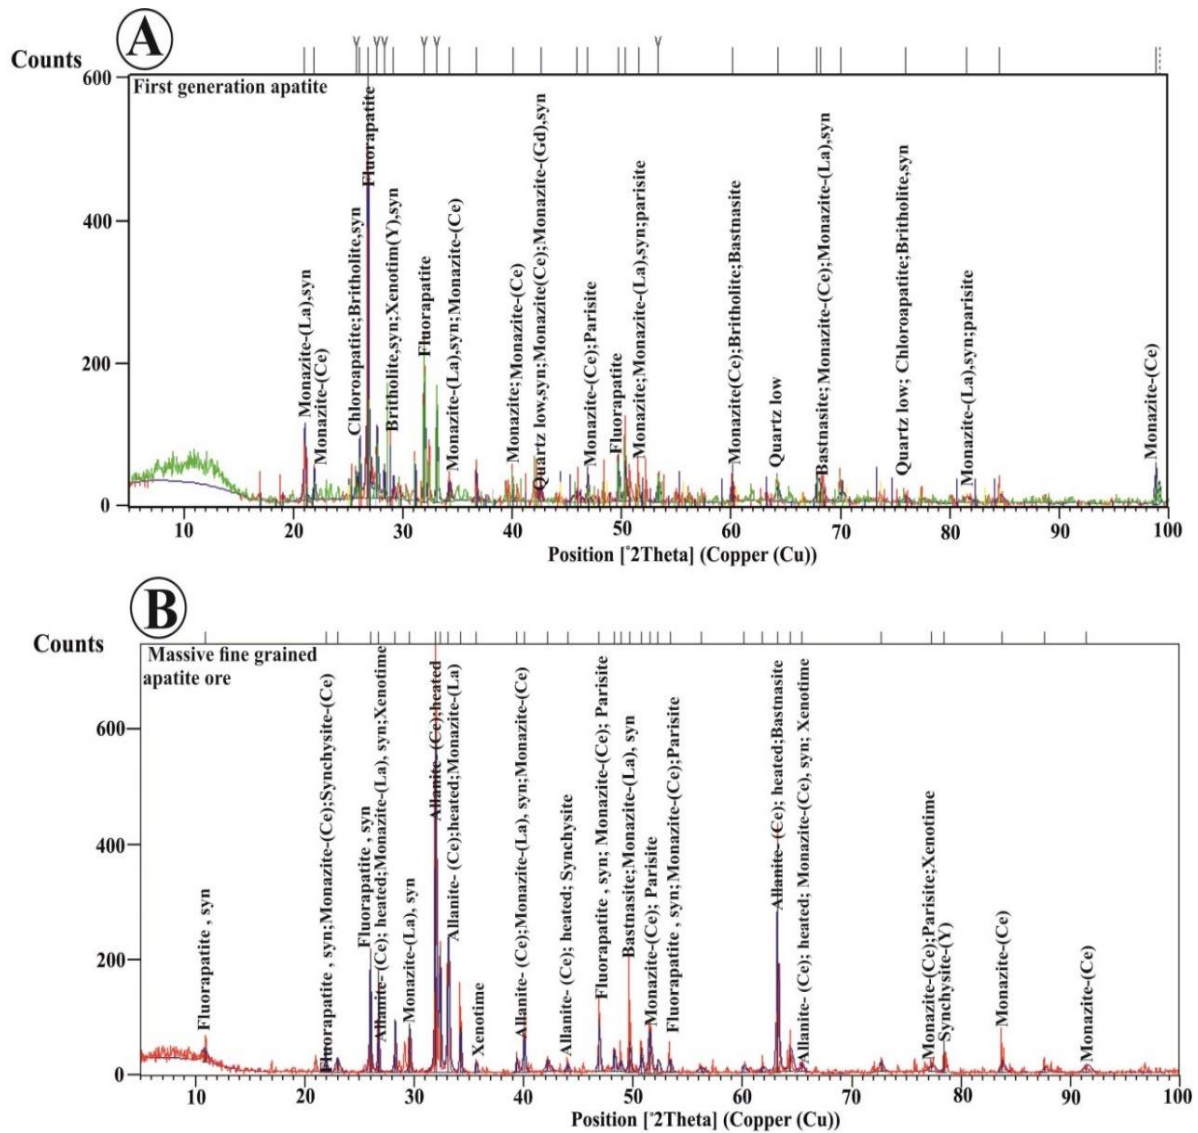 A
Counts
First generation apatite
600
400
200
0
Monazite-(La),syn
Monazite-(Ce)
Chloroapatite;Britholite,syn
Fluorapatite
Britholite,syn;Xenotim(Y),syn
Fluorapatite
Monazite-(La),syn;Monazite-(Ce)
Monazite;Monazite-(Ce)
Quartz low,syn;Monazite(Ce);Monazite-(Gd),syn
Monazite-(Ce);Parisite
Fluorapatite
Monazite;Monazite-(La),syn;parisite
Monazite(Ce);Britholite;Bastnasite
Quartz low
Bastnasite;Monazite-(Ce);Monazite-(La),syn
Quartz low; Chloroapatite;Britholite,syn
Monazite-(La),syn;parisite
Monazite-(Ce)
10 20 30 40 50 60 70 80 90 100
Position [°2Theta] (Copper (Cu))
B
Counts
Massive fine grained
apatite ore
600
400
200
0
Fluorapatite , syn
Fluorapatite , syn;Monazite-(Ce);Synchysite-(Ce)
Fluorapatite , syn
Allanite- (Ce); heated;Monazite-(La), syn;Xenotime
Monazite-(La), syn
Allanite- (Ce);heated
Allanite- (Ce);heated;Monazite-(La)
Xenotime
Allanite- (Ce);Monazite-(La), syn;Monazite-(Ce)
Allanite- (Ce); heated; Synchysite
Fluorapatite , syn; Monazite-(Ce); Parisite
Bastnasite;Monazite-(La), syn
Monazite-(Ce); Parisite
Fluorapatite , syn;Monazite-(Ce);Parisite
Allanite- (Ce); heated;Bastnasite
Allanite- (Ce); heated; Monazite-(Ce), syn; Xenotime
Monazite-(Ce);Parisite;Xenotime
Synchysite-(Y)
Monazite-(Ce)
Monazite-(Ce)
10 20 30 40 50 60 70 80 90 100
Position [°2Theta] (Copper (Cu))